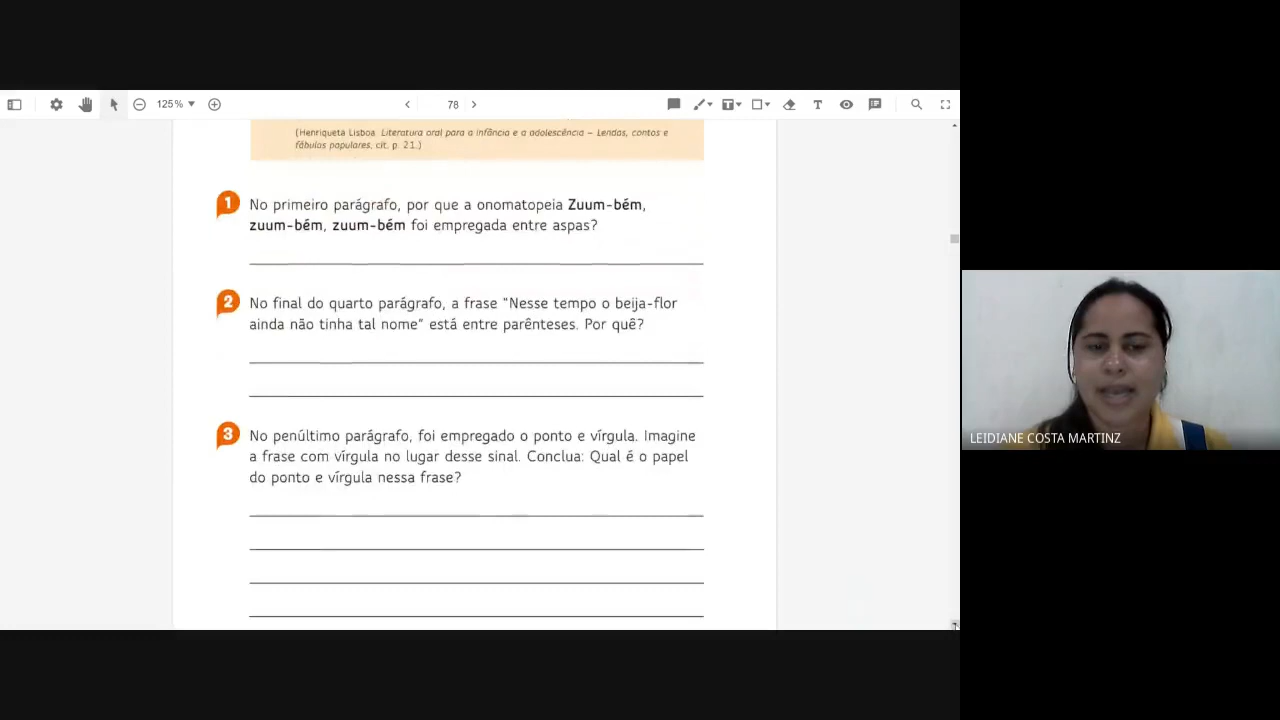 125%
78
(Henriqueta Lisboa. Literatura oral para a infância e a adolescência – Lendas, contos e
fábulas populares, cit, p. 21.)
1
No primeiro parágrafo, por que a onomatopeia Zuum-bém,
zuum-bém, zuum-bém foi empregada entre aspas?
2
No final do quarto parágrafo, a frase “Nesse tempo o beija-flor
ainda não tinha tal nome” está entre parênteses. Por quê?
3
No penúltimo parágrafo, foi empregado o ponto e vírgula. Imagine
a frase com vírgula no lugar desse sinal. Conclua: Qual é o papel
do ponto e vírgula nessa frase?
LEIDIANE COSTA MARTINZ